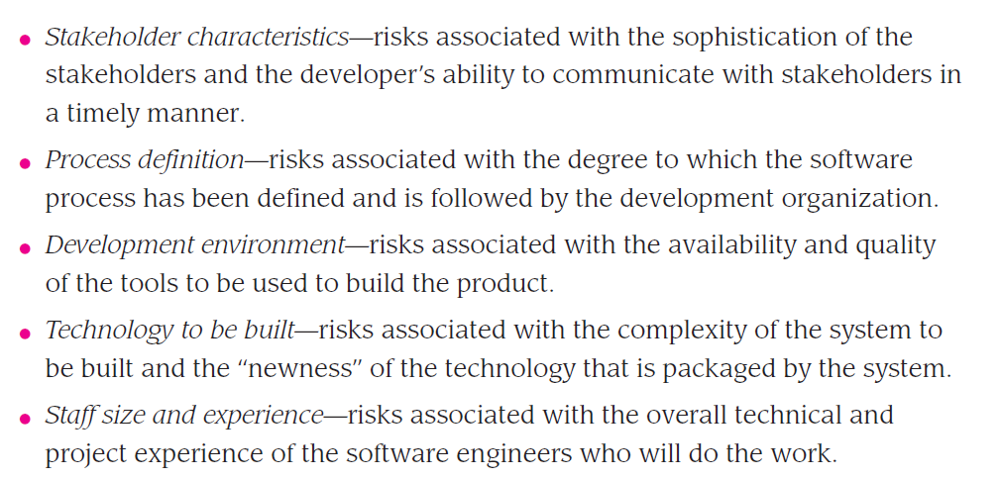 • Stakeholder characteristics—risks associated with the sophistication of the
stakeholders and the developer’s ability to communicate with stakeholders in
a timely manner.
• Process definition—risks associated with the degree to which the software
process has been defined and is followed by the development organization.
• Development environment—risks associated with the availability and quality
of the tools to be used to build the product.
• Technology to be built—risks associated with the complexity of the system to
be built and the “newness” of the technology that is packaged by the system.
• Staff size and experience—risks associated with the overall technical and
project experience of the software engineers who will do the work.